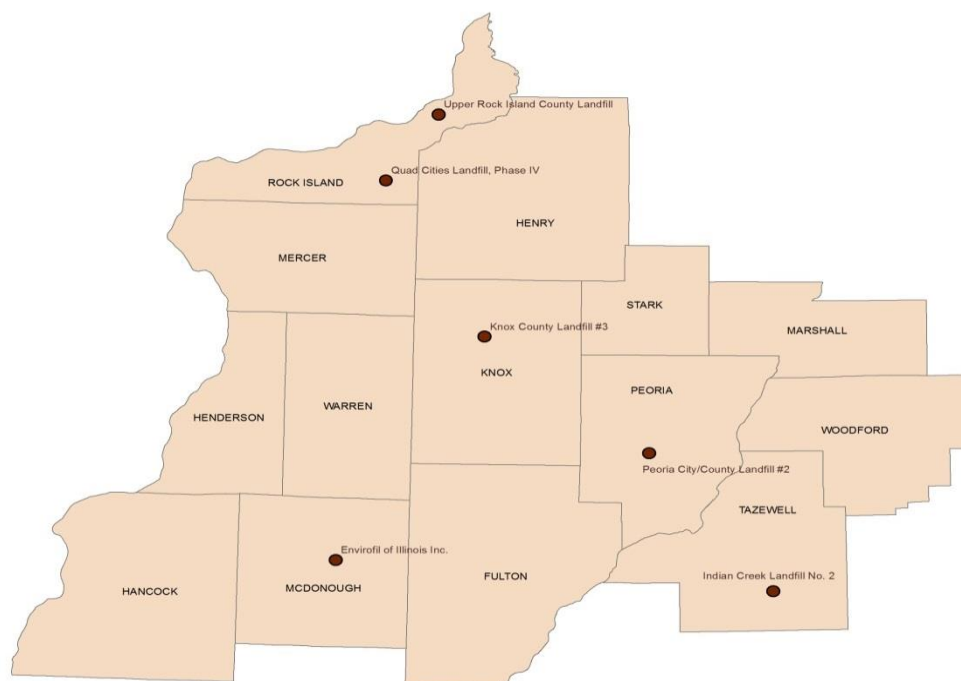 Upper Rock Island County Landfill
Quad Cities Landfill, Phase IV
ROCK ISLAND
HENRY
MERCER
STARK
Knox County Landfill #3
MARSHALL
KNOX
PEORIA
WARREN
HENDERSON
WOODFORD
Peoria City/County Landfill #2
TAZEWELL
Envirofil of Illinois Inc.
FULTON
Indian Creek Landfill No. 2
MCDONOUGH
HANCOCK